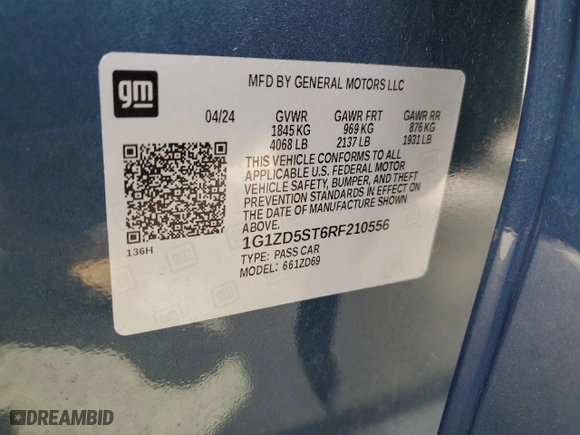 gm
MFD BY GENERAL MOTORS LLC
04/24 GVWR GAWR FRT GAWR RR
1845 KG 969 KG 876 KG
4068 LB 2137 LB 1931 LB
THIS VEHICLE CONFORMS TO ALL
APPLICABLE U.S. FEDERAL MOTOR
VEHICLE SAFETY, BUMPER, AND THEFT
PREVENTION STANDARDS IN EFFECT ON
THE DATE OF MANUFACTURE SHOWN
ABOVE.
136H
1G1ZD5ST6RF210556
TYPE: PASS CAR
MODEL: 661ZD69
DREAMBID